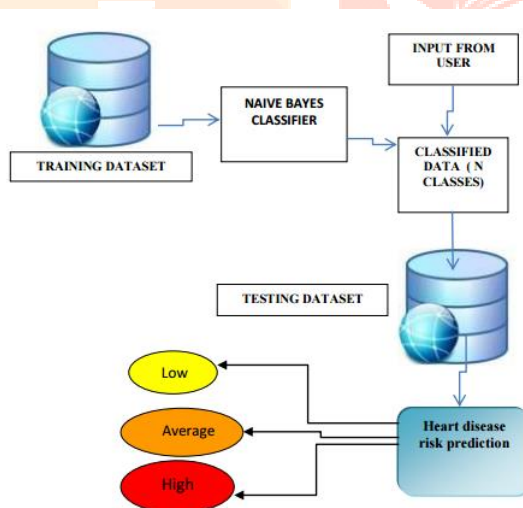 INPUT FROM
USER
NAIVE BAYES
CLASSIFIER
TRAINING DATASET
CLASSIFIED
DATA ( N
CLASSES)
TESTING DATASET
Low
Average
High
Heart disease
risk prediction